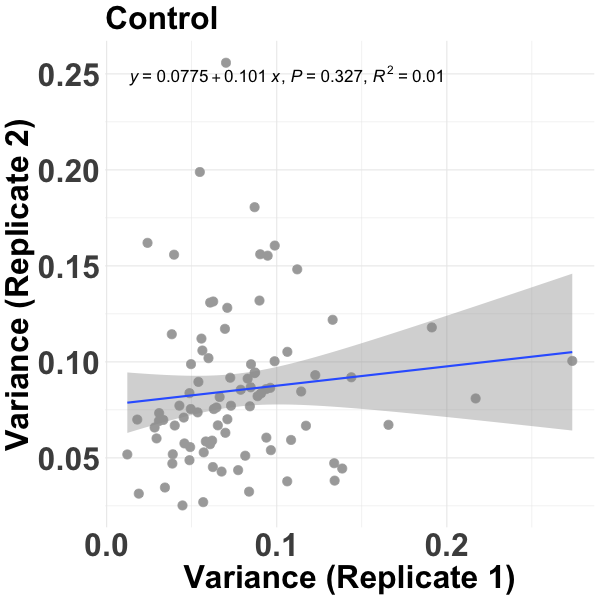 Control
y = 0.0775 + 0.101 x, P = 0.327, R² = 0.01
0.25
0.20
0.15
0.10
0.05
Variance (Replicate 2)
0.0 0.1 0.2
Variance (Replicate 1)